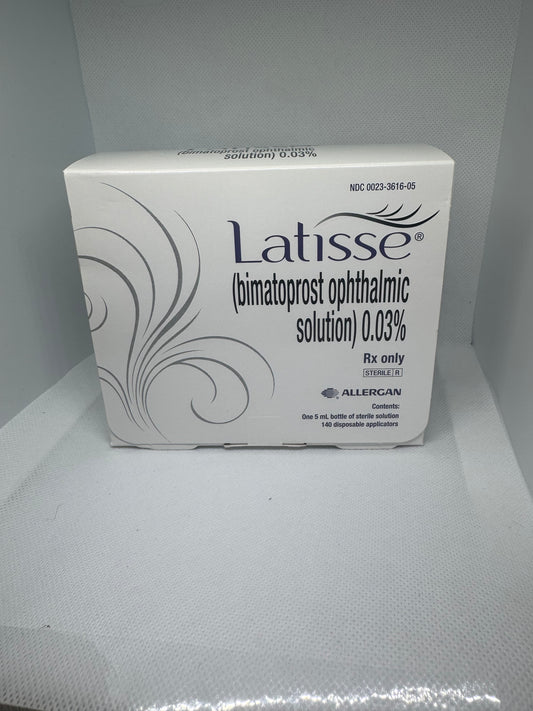 (bimatoprost ophthalmic
solution) 0.03%
NDC 0023-3616-05
Latisse®
(bimatoprost ophthalmic
solution) 0.03%
Rx only
STERILE R
ALLERGAN
Contents:
One 5 mL bottle of sterile solution
140 disposable applicators